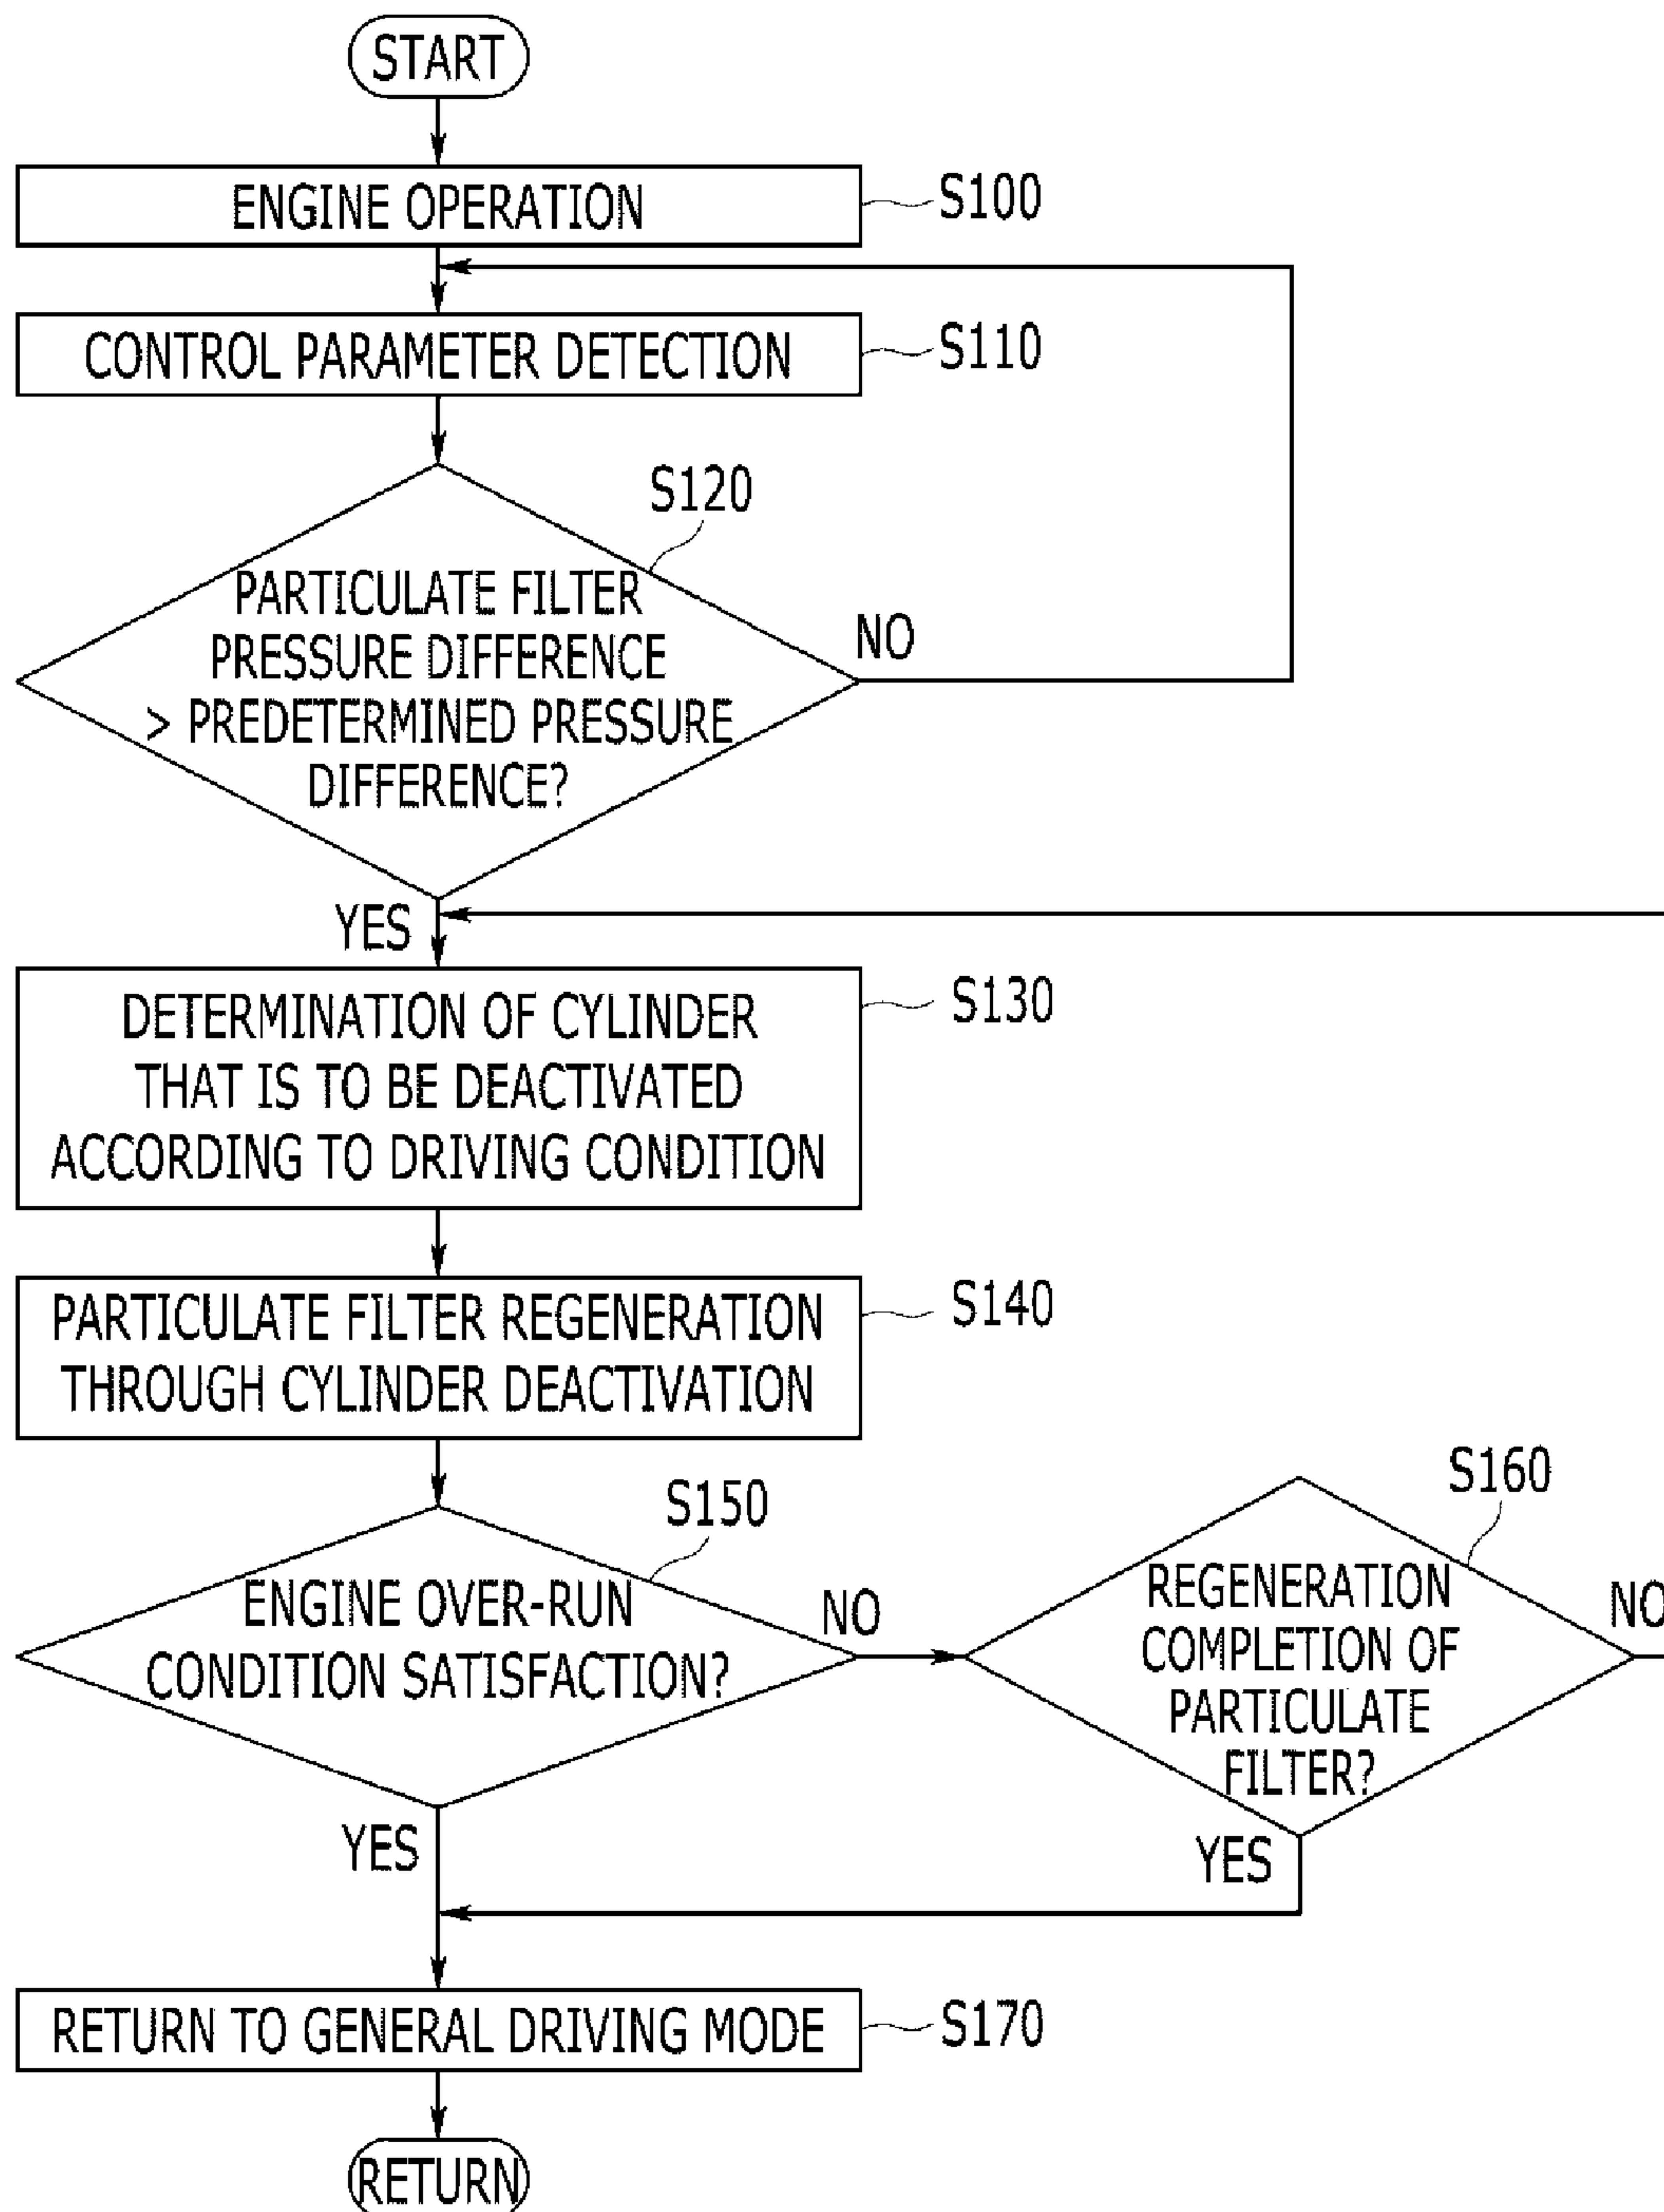 START
ENGINE OPERATION
S100
CONTROL PARAMETER DETECTION
S110
S120
PARTICULATE FILTER
PRESSURE DIFFERENCE
> PREDETERMINED PRESSURE
DIFFERENCE?
NO
YES
DETERMINATION OF CYLINDER
THAT IS TO BE DEACTIVATED
ACCORDING TO DRIVING CONDITION
S130
PARTICULATE FILTER REGENERATION
THROUGH CYLINDER DEACTIVATION
S140
S150
ENGINE OVER-RUN
CONDITION SATISFACTION?
NO
YES
S160
REGENERATION
COMPLETION OF
PARTICULATE
FILTER?
NO
YES
RETURN TO GENERAL DRIVING MODE
S170
RETURN